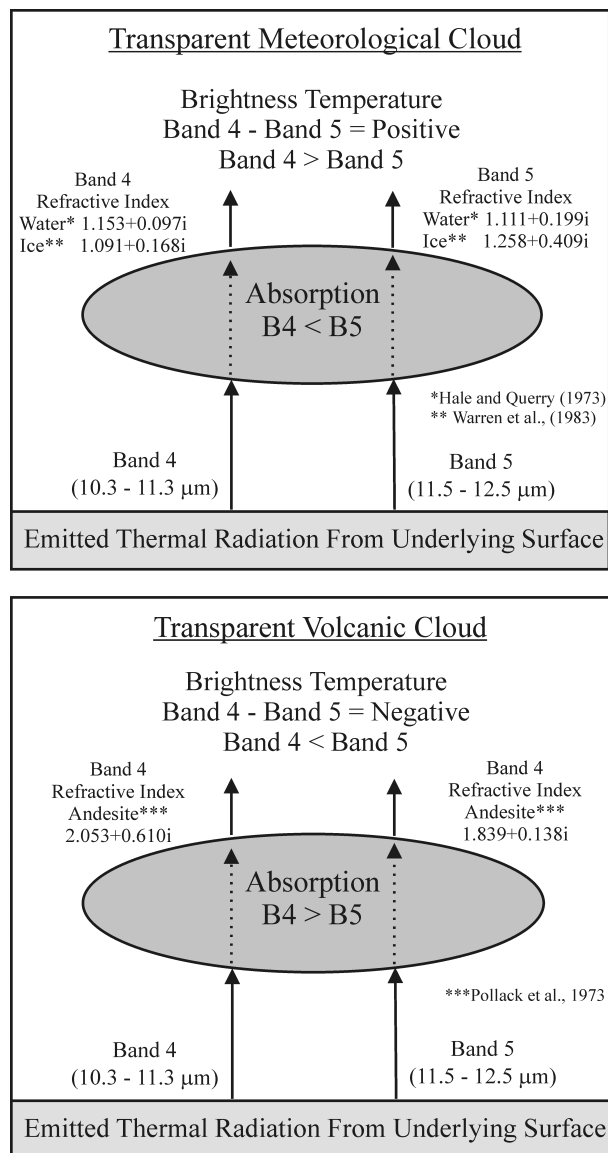 Transparent Meteorological Cloud
Brightness Temperature
Band 4 - Band 5 = Positive
Band 4 > Band 5
Band 4
Refractive Index
Water* 1.153+0.097i
Ice** 1.091+0.168i
Band 5
Refractive Index
Water* 1.111+0.199i
Ice** 1.258+0.409i
Absorption
B4 < B5
*Hale and Querry (1973)
** Warren et al., (1983)
Band 4
(10.3 - 11.3 µm)
Band 5
(11.5 - 12.5 µm)
Emitted Thermal Radiation From Underlying Surface
Transparent Volcanic Cloud
Brightness Temperature
Band 4 - Band 5 = Negative
Band 4 < Band 5
Band 4
Refractive Index
Andesite***
2.053+0.610i
Band 4
Refractive Index
Andesite***
1.839+0.138i
Absorption
B4 > B5
***Pollack et al., 1973
Band 4
(10.3 - 11.3 µm)
Band 5
(11.5 - 12.5 µm)
Emitted Thermal Radiation From Underlying Surface